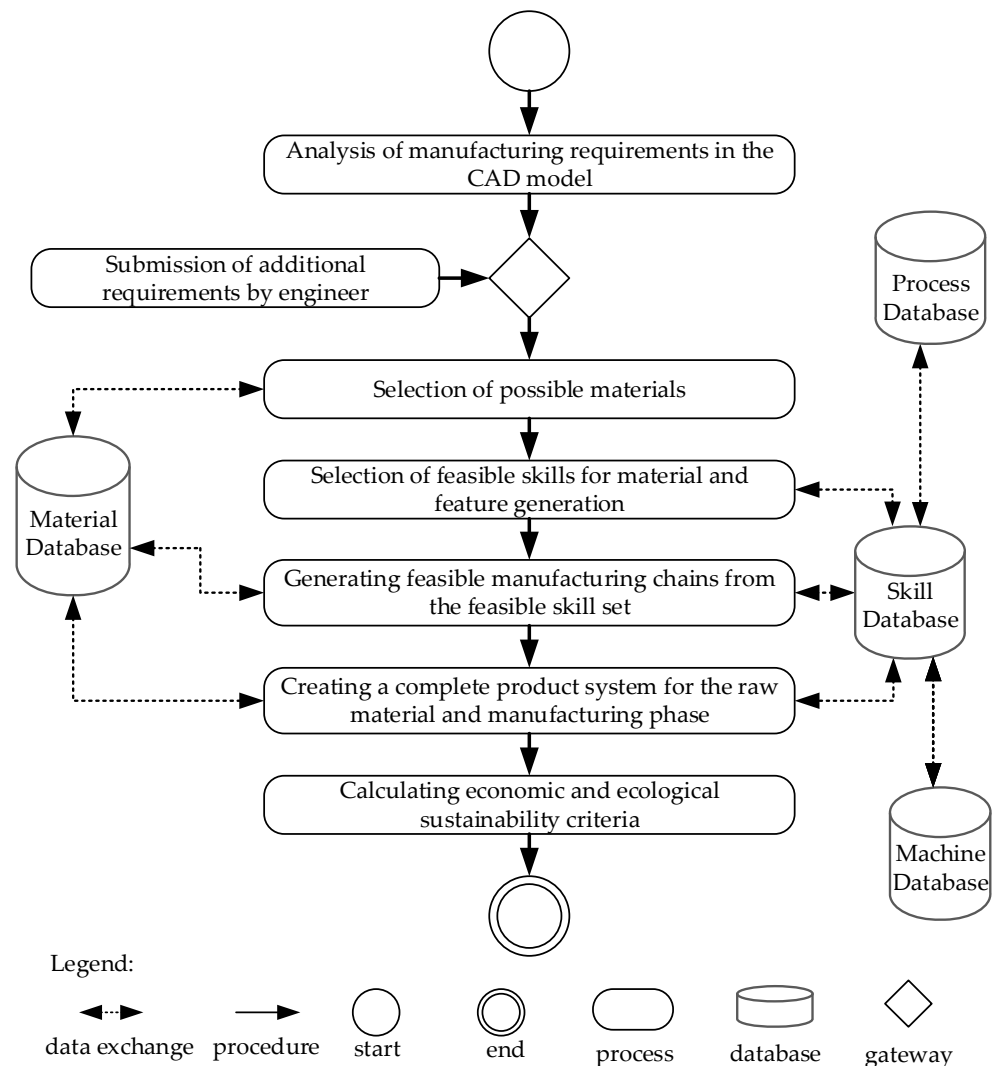 Analysis of manufacturing requirements in the
CAD model
Submission of additional
requirements by engineer
Process
Database
Selection of possible materials
Selection of feasible skills for material and
feature generation
Material
Database
Generating feasible manufacturing chains from
the feasible skill set
Skill
Database
Creating a complete product system for the raw
material and manufacturing phase
Calculating economic and ecological
sustainability criteria
Machine
Database
Legend:
data exchange
procedure
start
end
process
database
gateway